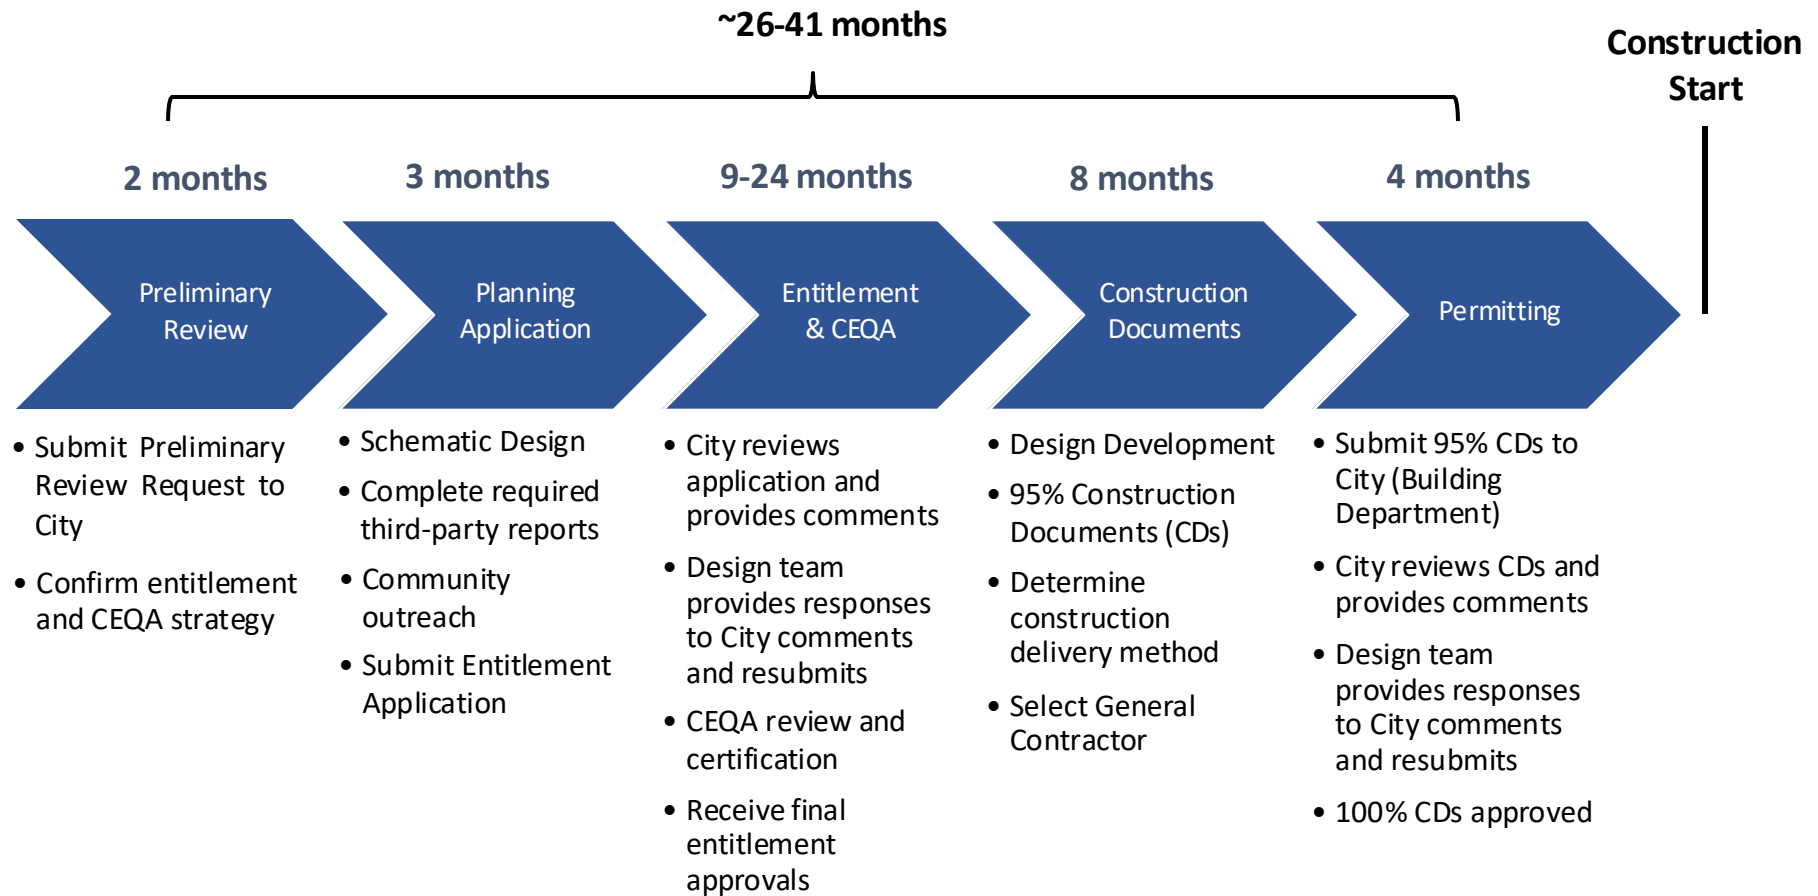 ~26-41 months
Construction
Start
2 months
3 months
9-24 months
8 months
4 months
Preliminary
Review
Planning
Application
Entitlement
& CEQA
Construction
Documents
Permitting
• Submit Preliminary
Review Request to
City
• Confirm entitlement
and CEQA strategy
• Schematic Design
• Complete required
third-party reports
• Community
outreach
• Submit Entitlement
Application
• City reviews
application and
provides comments
• Design team
provides responses
to City comments
and resubmits
• CEQA review and
certification
• Receive final
entitlement
approvals
• Design Development
• 95% Construction
Documents (CDs)
• Determine
construction
delivery method
• Select General
Contractor
• Submit 95% CDs to
City (Building
Department)
• City reviews CDs and
provides comments
• Design team
provides responses
to City comments
and resubmits
• 100% CDs approved